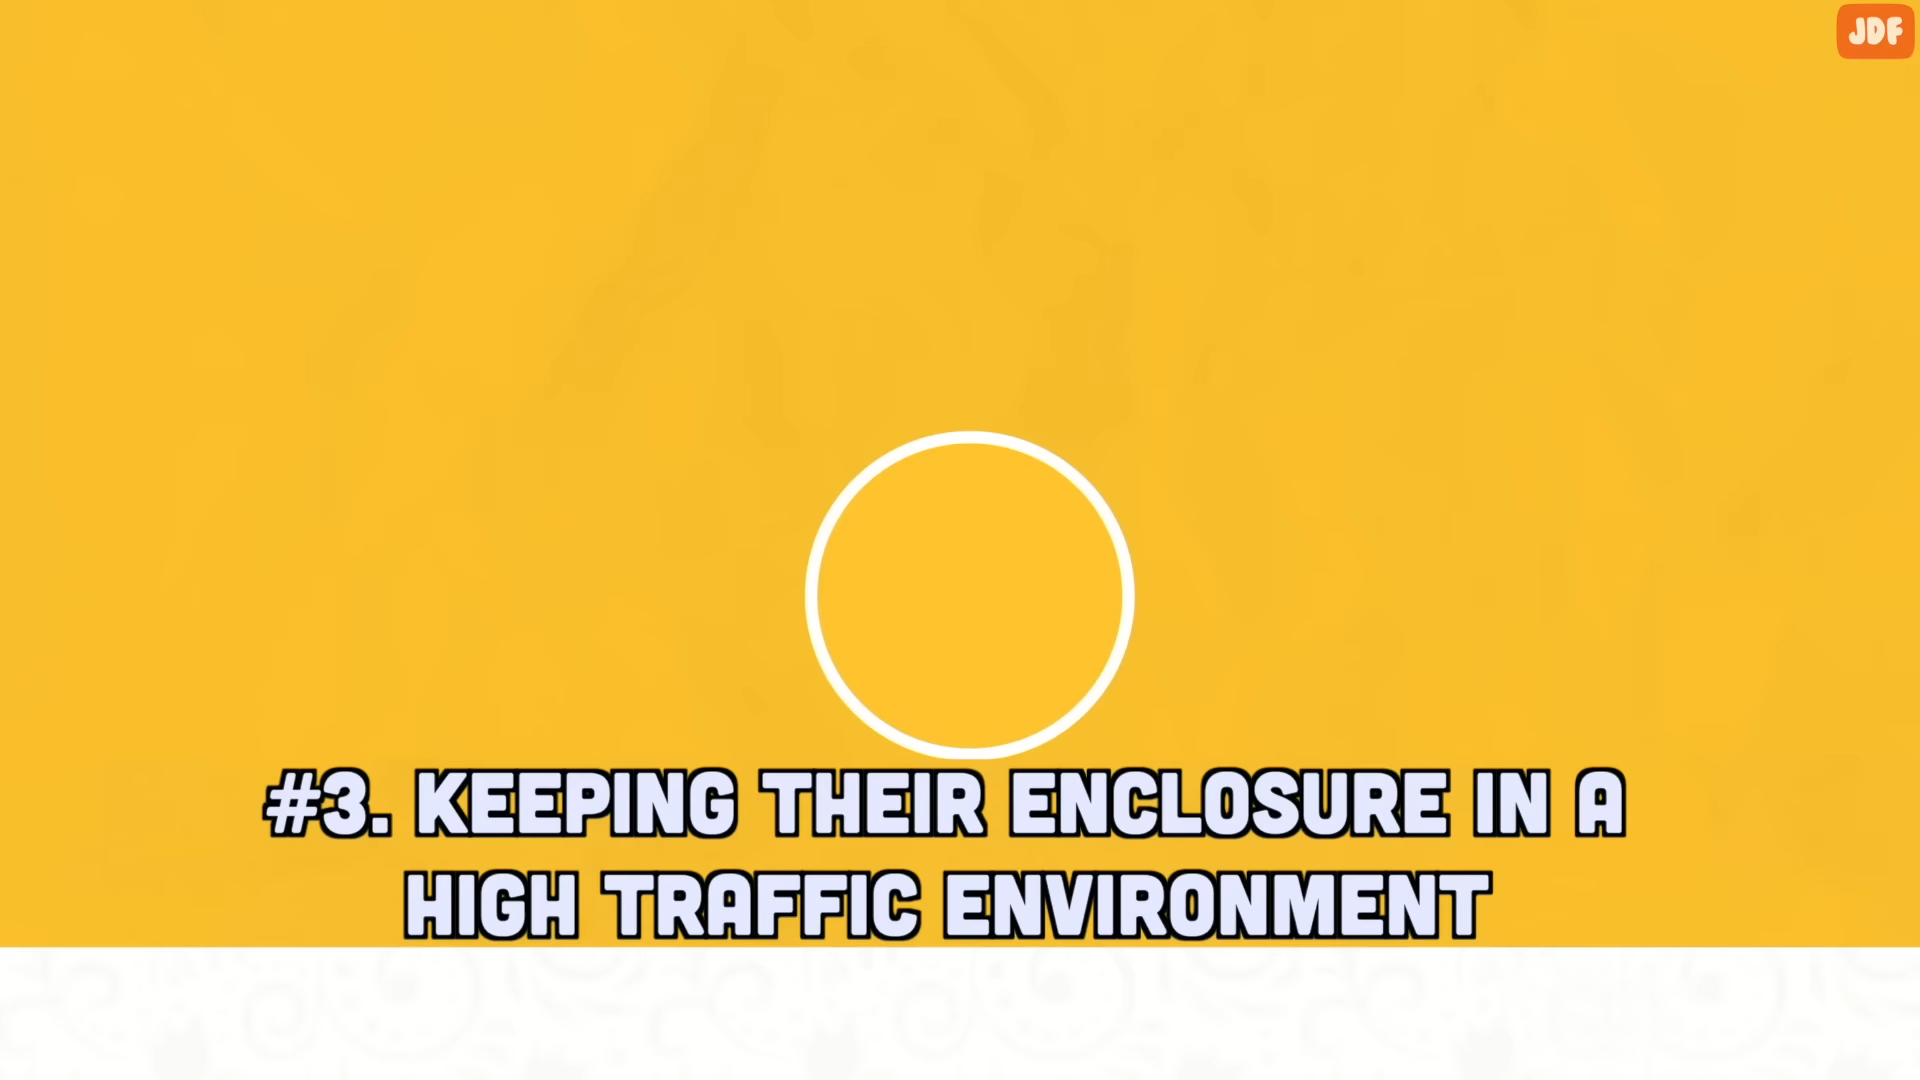 JDF
#3. KEEPING THEIR ENCLOSURE IN A
HIGH TRAFFIC ENVIRONMENT